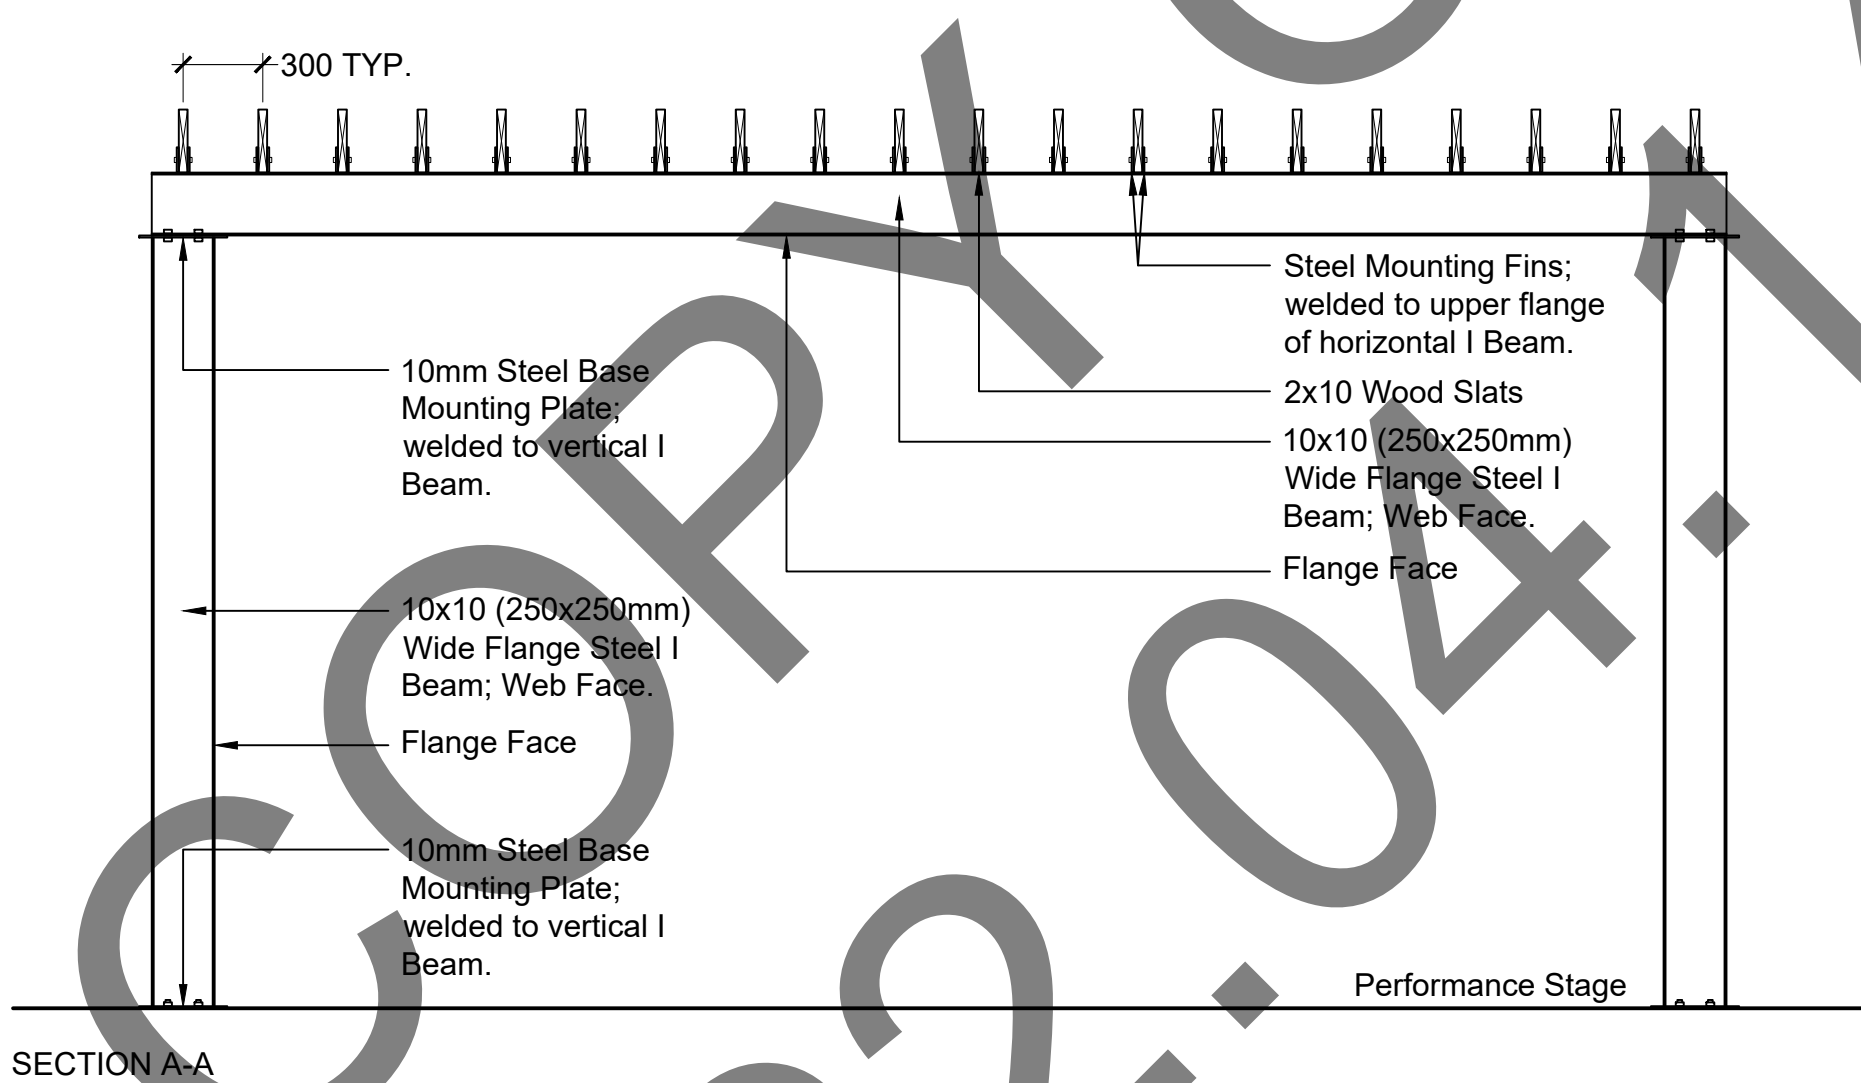 300 TYP.
Steel Mounting Fins;
welded to upper flange
of horizontal I Beam.
2x10 Wood Slats
10x10 (250x250mm)
Wide Flange Steel I
Beam; Web Face.
Flange Face
10mm Steel Base
Mounting Plate;
welded to vertical I
Beam.
10x10 (250x250mm)
Wide Flange Steel I
Beam; Web Face.
Flange Face
10mm Steel Base
Mounting Plate;
welded to vertical I
Beam.
Performance Stage
SECTION A-A
COPY
2.04.